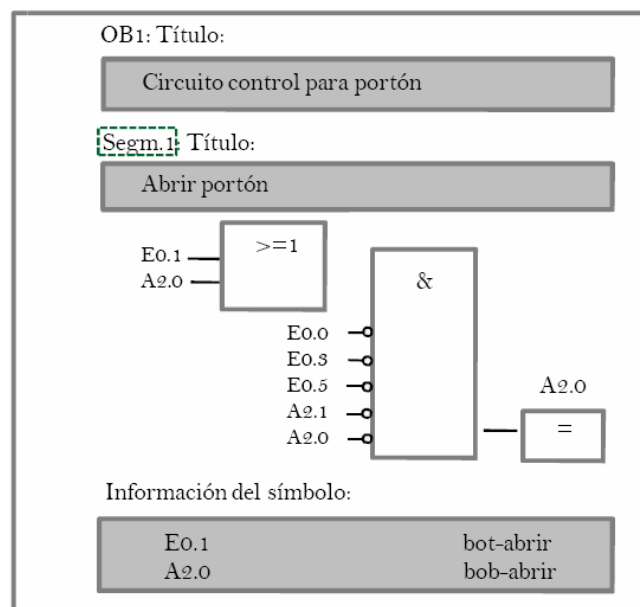 OB1: Título:
Circuito control para portón
Segm.1: Título:
Abrir portón
>=1
E0.1
A2.0
&
E0.0
E0.3
E0.5
A2.1
A2.0
A2.0
=
Información del símbolo:
E0.1 bot-abrir
A2.0 bob-abrir